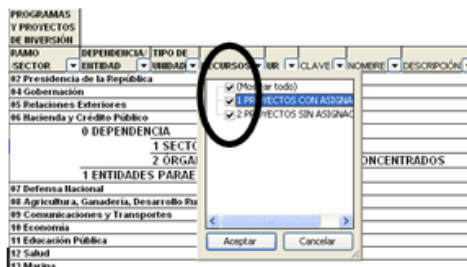 PROGRAMAS
Y PROYECTOS
DE INVERSIÓN
RAMO DEPENDENCIA/ TIPO DE
SECTOR ENTIDAD UNIDAD RECURSOS UR CLAVE NOMBRE DESCRIPCIÓN
02 Presidencia de la República
04 Gobernación
05 Relaciones Exteriores
06 Hacienda y Crédito Público
0 DEPENDENCIA
1 SECTO
2 ÓRGA ONCENTRADOS
1 ENTIDADES PARAE
07 Defensa Nacional
08 Agricultura, Ganadería, Desarrollo Ru
09 Comunicaciones y Transportes
10 Economía
11 Educación Pública
12 Salud
13 Marina
(Mostrar todo)
1 PROYECTOS CON ASIGNA
2 PROYECTOS SIN ASIGNAC
Aceptar Cancelar